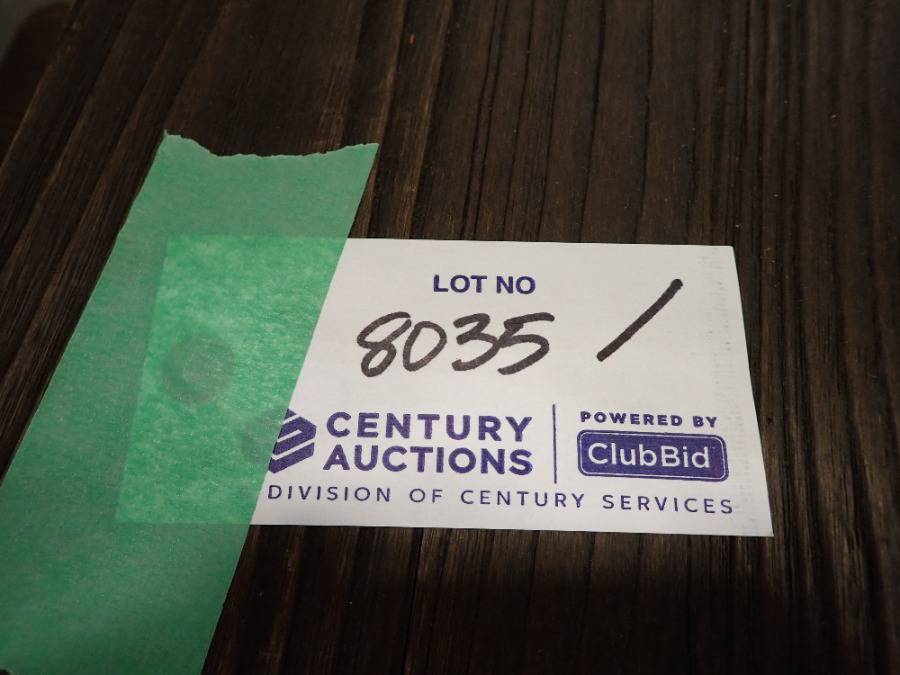 LOT NO
8035 /
CENTURY AUCTIONS
POWERED BY
ClubBid
DIVISION OF CENTURY SERVICES